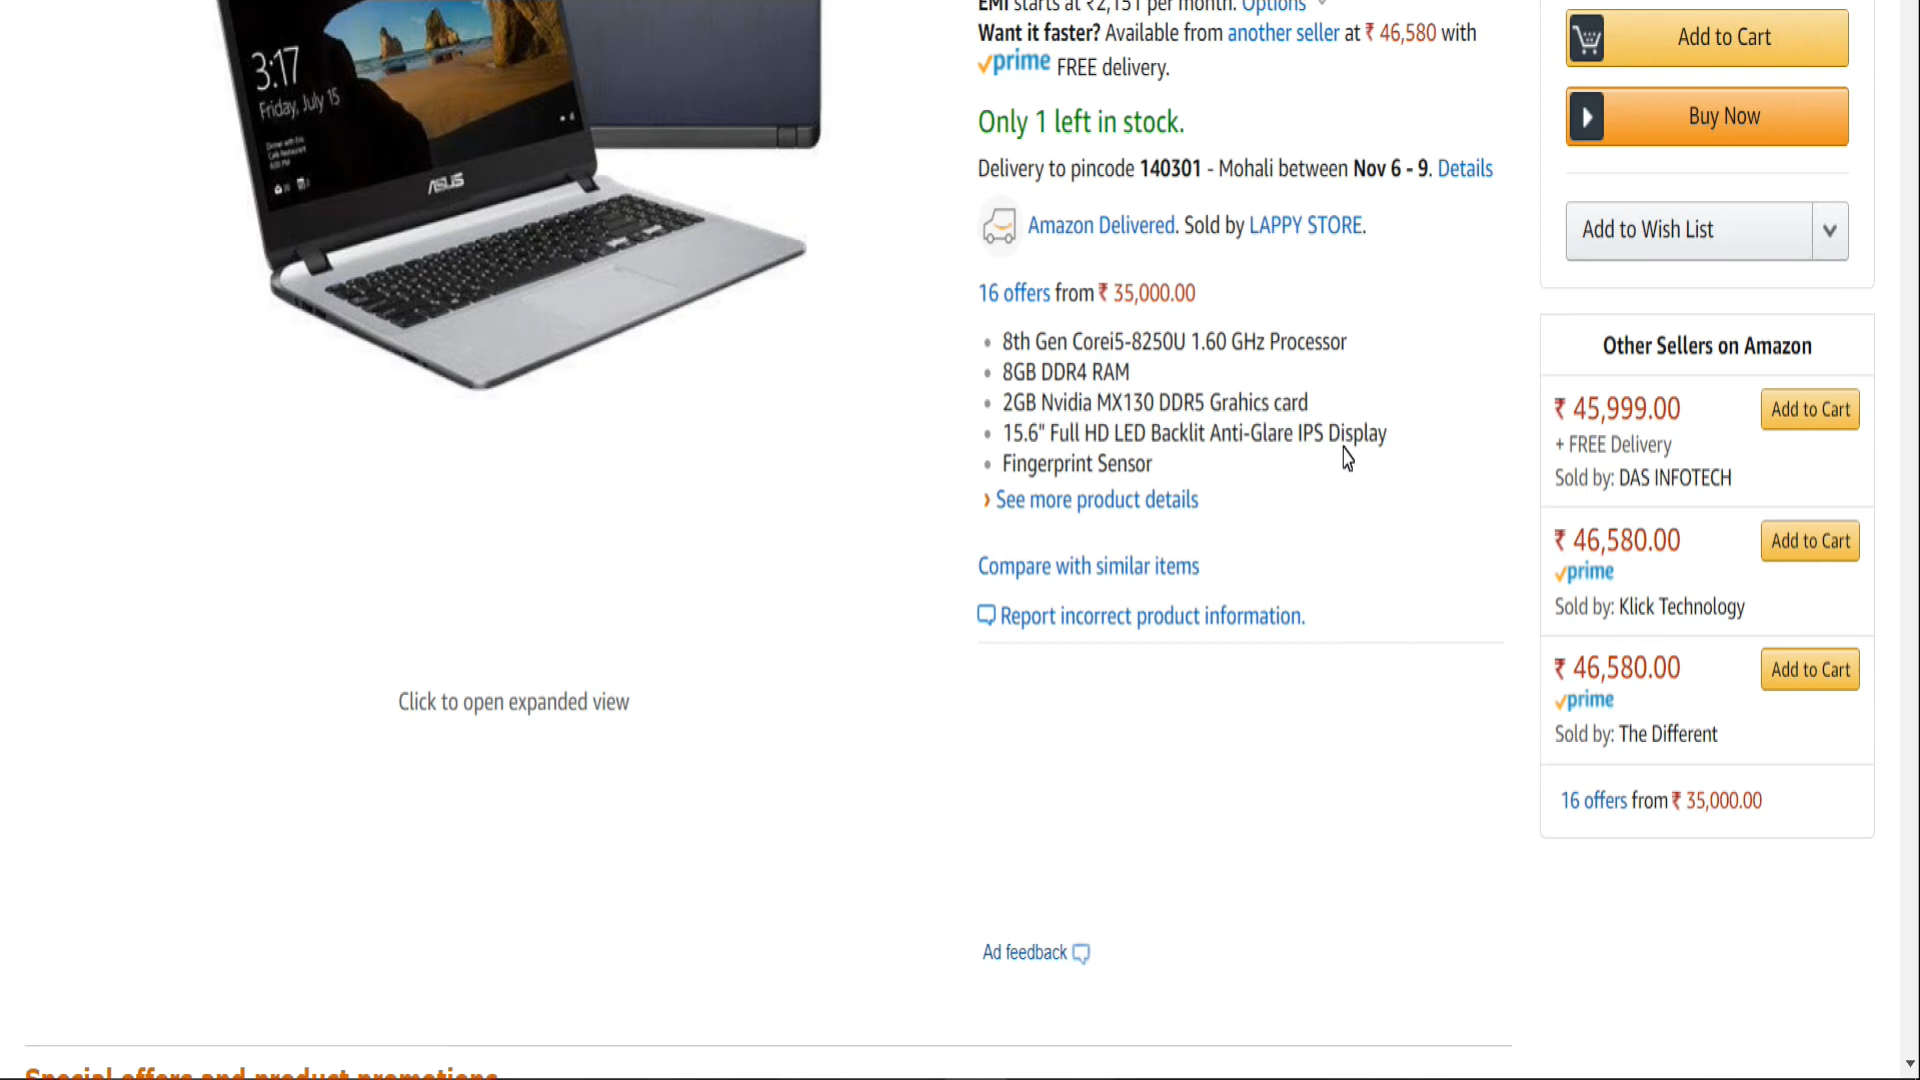 3:17
Friday, July 15
ASUS
EMI starts at ₹2,151 per month. Options
Want it faster? Available from another seller at ₹ 46,580 with
prime FREE delivery.
Only 1 left in stock.
Delivery to pincode 140301 - Mohali between Nov 6 - 9. Details
Amazon Delivered. Sold by LAPPY STORE.
16 offers from ₹ 35,000.00
8th Gen Corei5-8250U 1.60 GHz Processor
8GB DDR4 RAM
2GB Nvidia MX130 DDR5 Grahics card
15.6" Full HD LED Backlit Anti-Glare IPS Display
Fingerprint Sensor
› See more product details
Compare with similar items
Report incorrect product information.
Click to open expanded view
Ad feedback
Special offers and product promotions
Add to Cart
Buy Now
Add to Wish List
Other Sellers on Amazon
₹ 45,999.00 Add to Cart
+ FREE Delivery
Sold by: DAS INFOTECH
₹ 46,580.00 Add to Cart
prime
Sold by: Klick Technology
₹ 46,580.00 Add to Cart
prime
Sold by: The Different
16 offers from ₹ 35,000.00